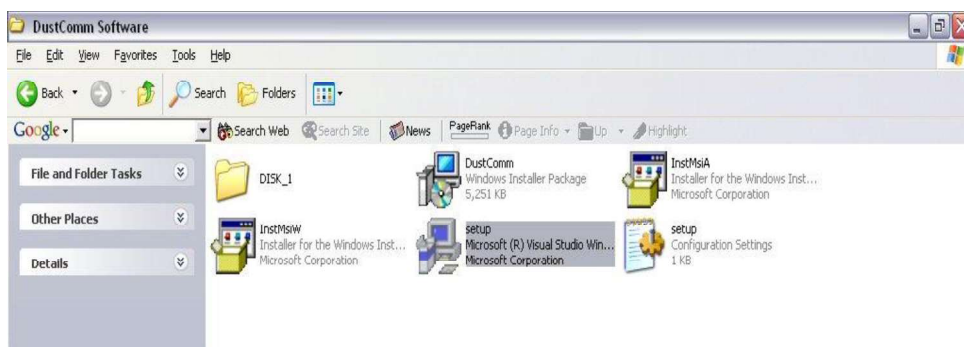 DustComm Software
File Edit View Favorites Tools Help
Back Search Folders
Google Search Web Search Site News PageRank Page Info Up Highlight
File and Folder Tasks
Other Places
Details
DISK_1
DustComm
Windows Installer Package
5,251 KB
InstMsiA
Installer for the Windows Inst...
Microsoft Corporation
InstMsiW
Installer for the Windows Inst...
Microsoft Corporation
setup
Microsoft (R) Visual Studio Win...
Microsoft Corporation
setup
Configuration Settings
1 KB